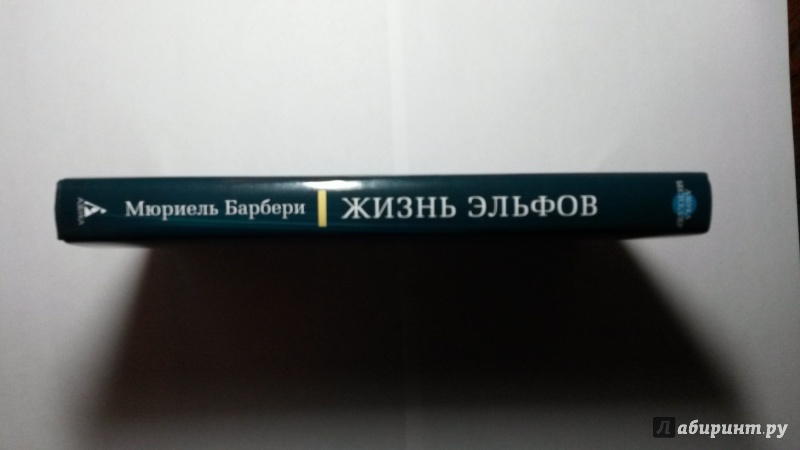 Мюриель Барбери
ЖИЗНЬ ЭЛЬФОВ
Лабиринт.ру